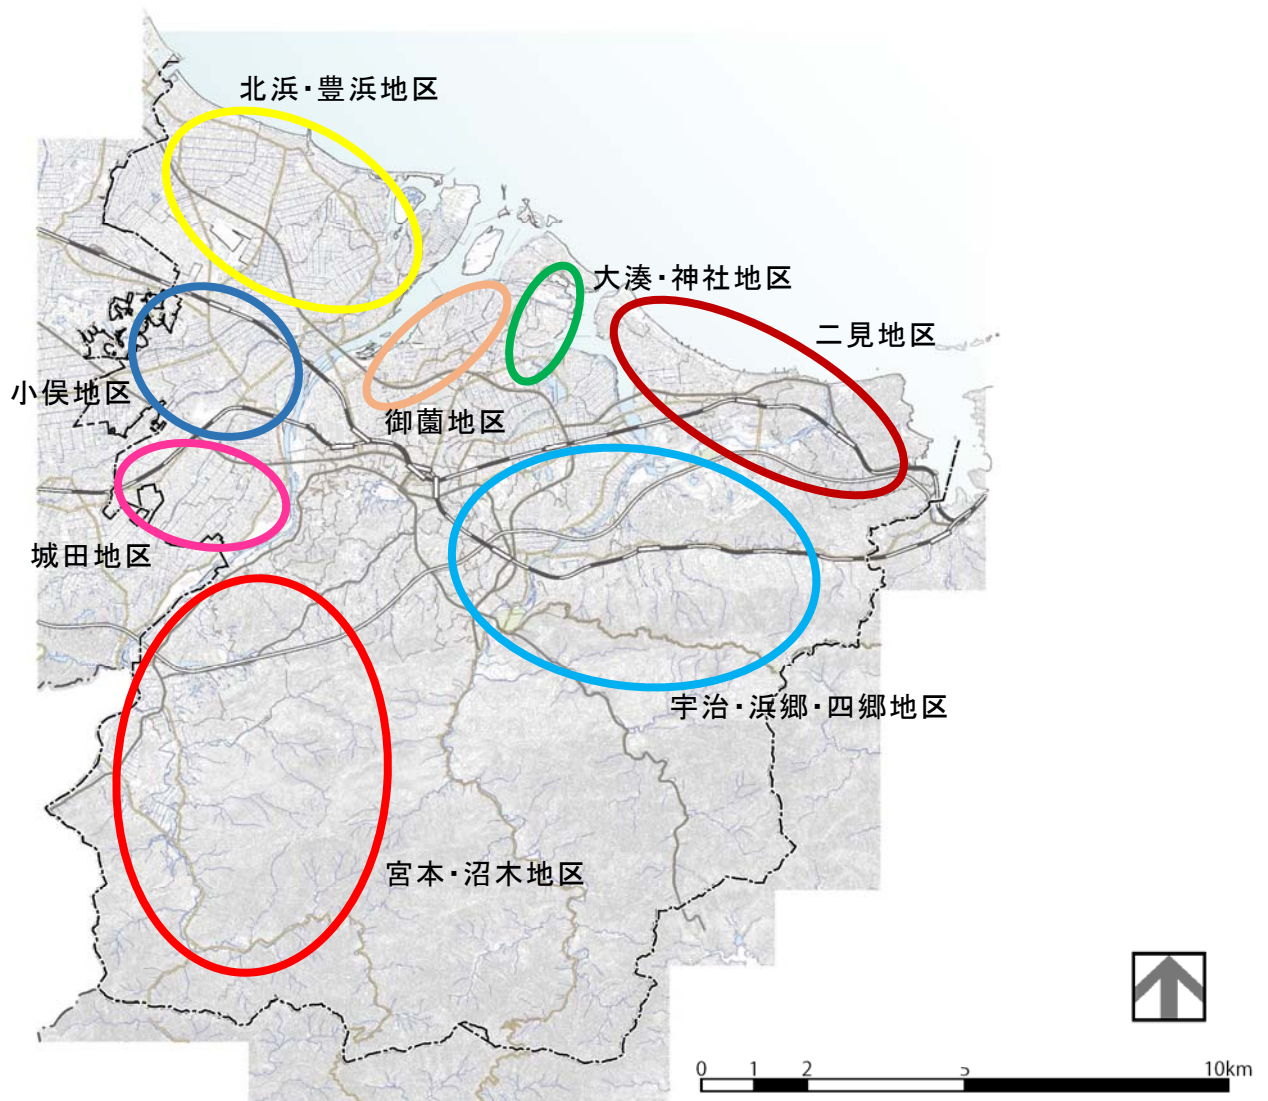 北浜・豊浜地区
大湊・神社地区
二見地区
小俣地区
御薗地区
城田地区
宇治・浜郷・四郷地区
宮本・沼木地区
0 1 2 5 10km